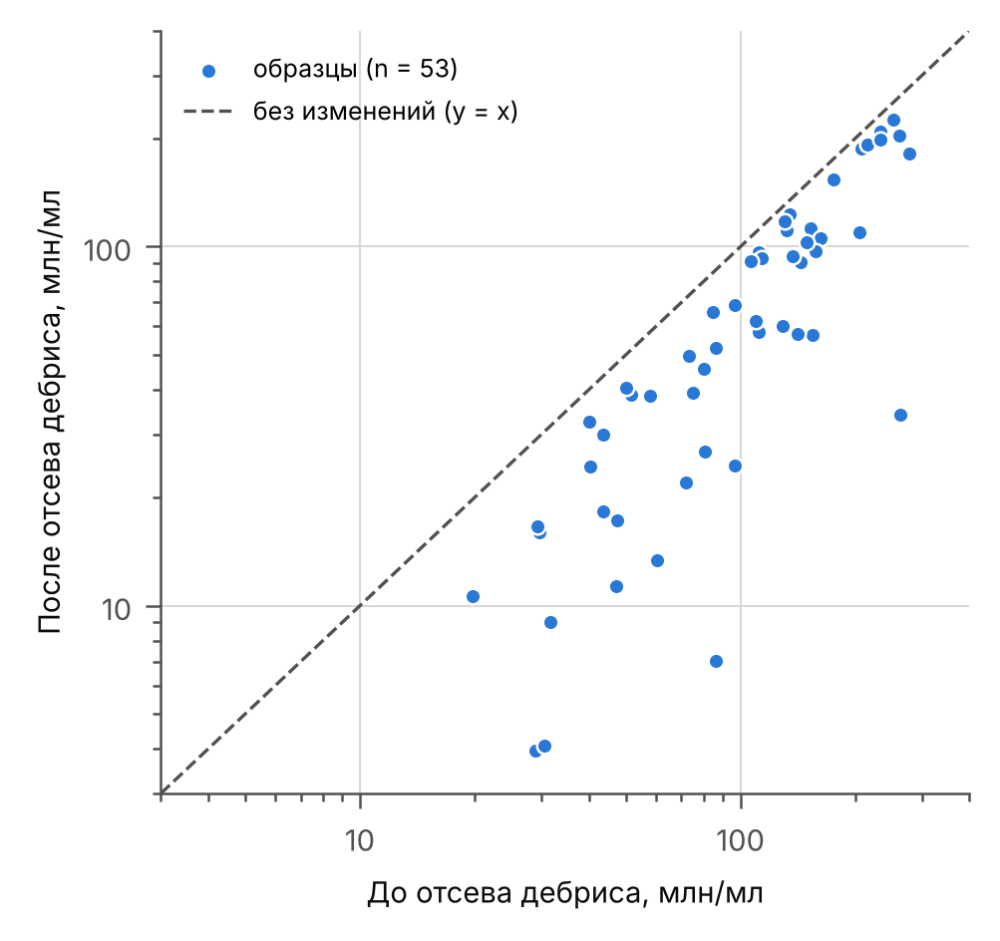 образцы (n = 53)
без изменений (y = x)
После отсева дебриса, млн/мл
100
10
10
100
До отсева дебриса, млн/мл